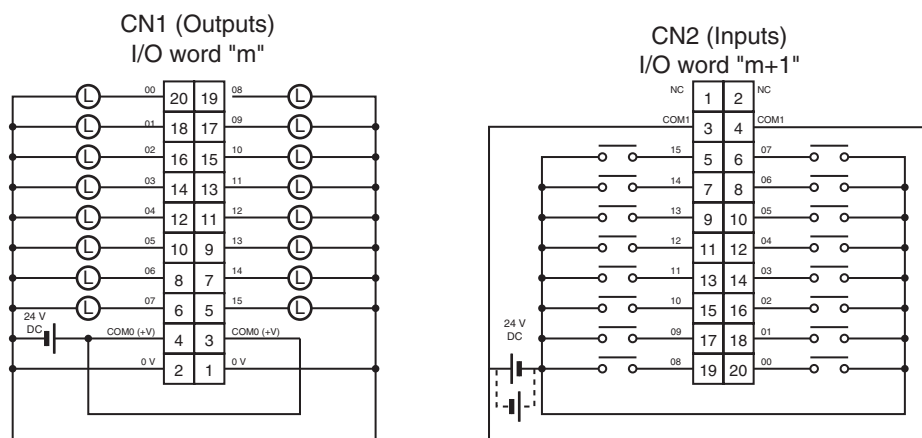 CN1 (Outputs)
I/O word "m"
L 00 20 19 08 L
L 01 18 17 09 L
L 02 16 15 10 L
L 03 14 13 11 L
L 04 12 11 12 L
L 05 10 9 13 L
L 06 8 7 14 L
L 07 6 5 15 L
24 V
DC
COM0 (+V) 4 3 COM0 (+V)
0 V 2 1 0 V
CN2 (Inputs)
I/O word "m+1"
NC 1 2 NC
COM1 3 4 COM1
15 5 6 07
14 7 8 06
13 9 10 05
12 11 12 04
11 13 14 03
10 15 16 02
24 V
DC
09 17 18 01
08 19 20 00